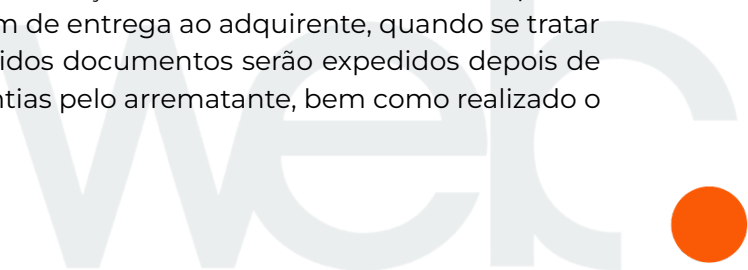 m de entrega ao adquirente, quando se tratar
idos documentos serão expedidos depois de
ntias pelo arrematante, bem como realizado o
web.